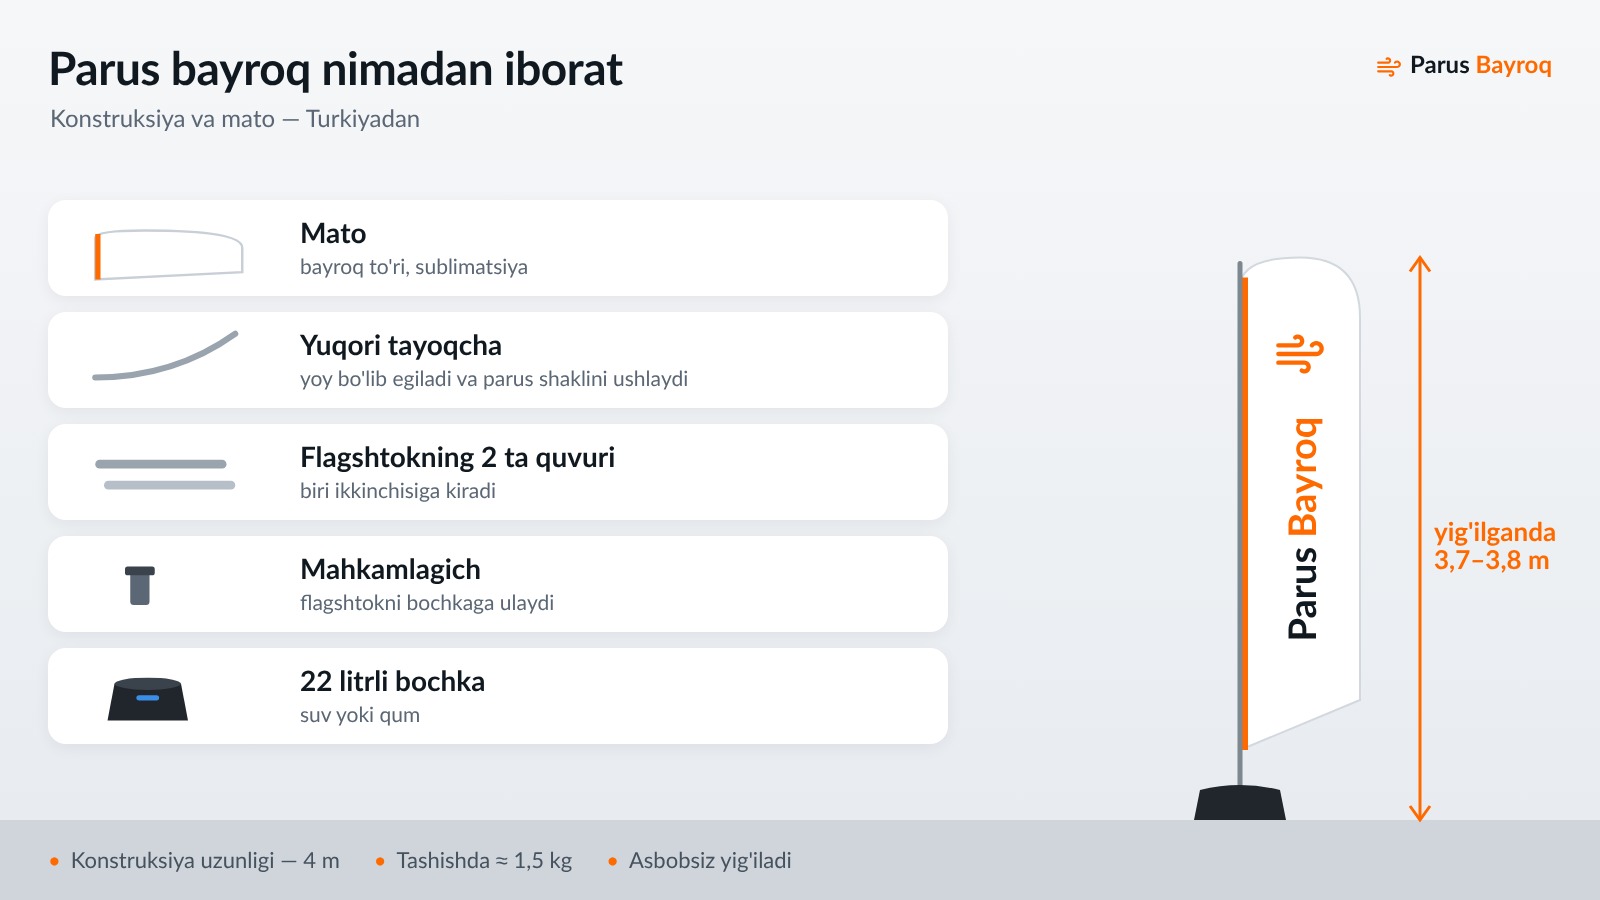 Parus bayroq nimadan iborat
Konstruksiya va mato — Turkiyadan
Parus Bayroq
Mato
bayroq to'ri, sublimatsiya
Yuqori tayoqcha
yoy bo'lib egiladi va parus shaklini ushlaydi
Flagshtokning 2 ta quvuri
biri ikkinchisiga kiradi
Mahkamlagich
flagshtokni bochkaga ulaydi
22 litrli bochka
suv yoki qum
Parus Bayroq
yig'ilganda
3,7–3,8 m
• Konstruksiya uzunligi — 4 m • Tashishda ≈ 1,5 kg • Asbobsiz yig'iladi